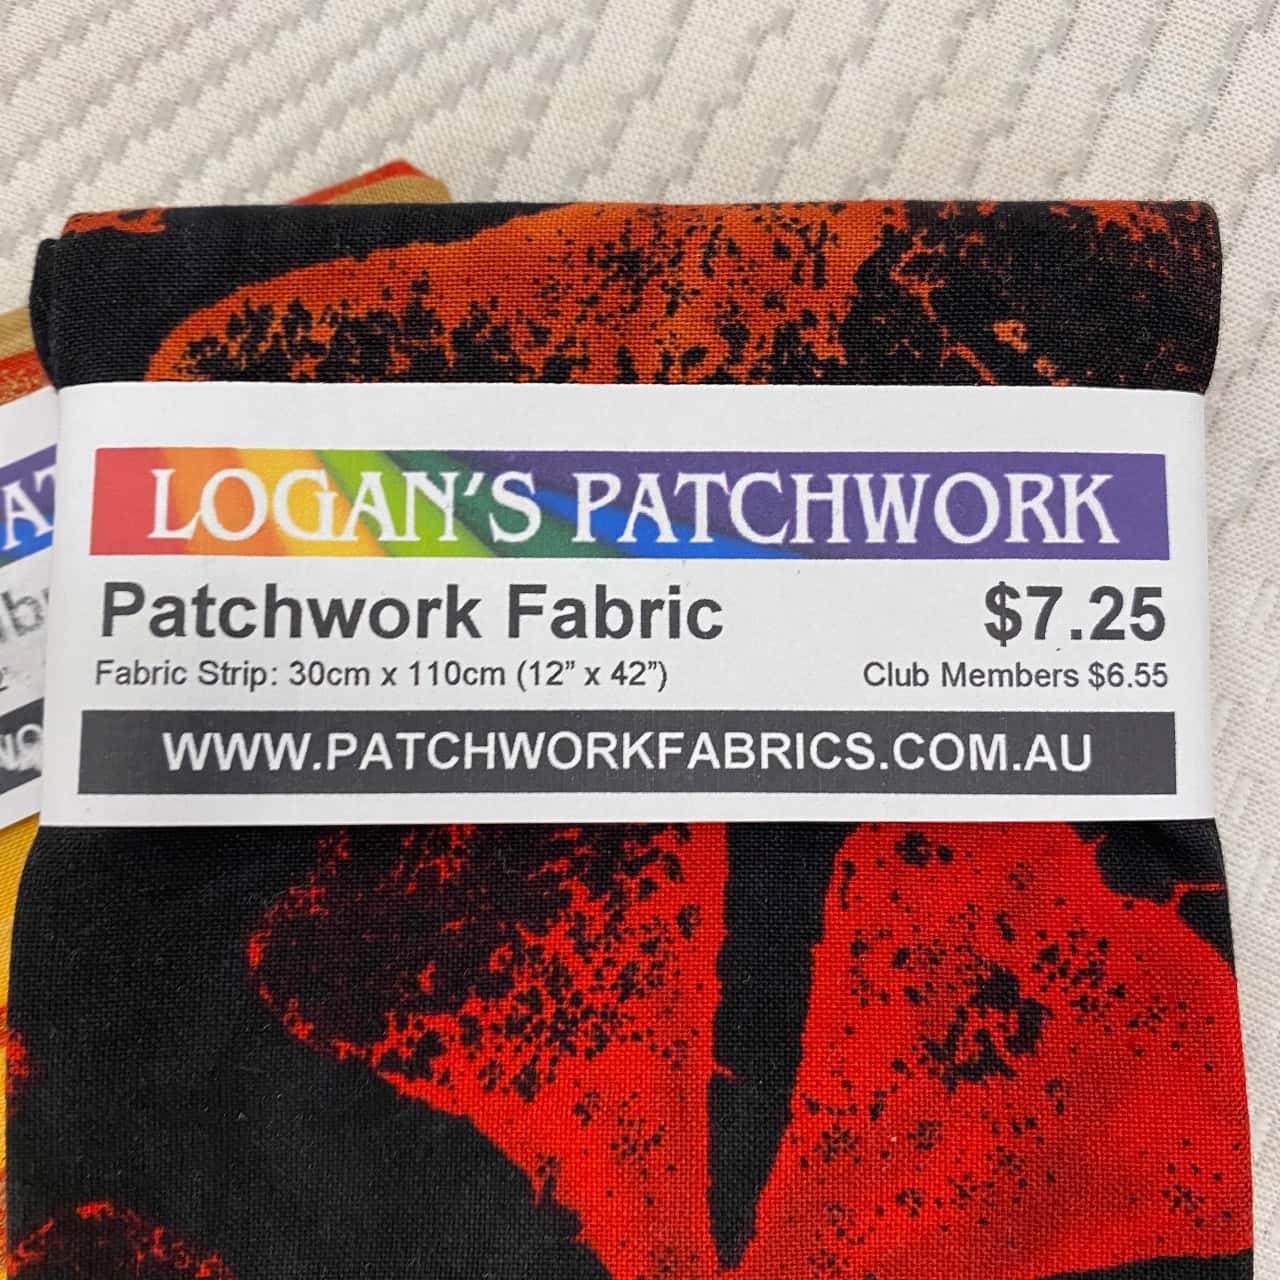 LOGAN'S PATCHWORK
Patchwork Fabric $7.25
Fabric Strip: 30cm x 110cm (12” x 42”) Club Members $6.55
WWW.PATCHWORKFABRICS.COM.AU